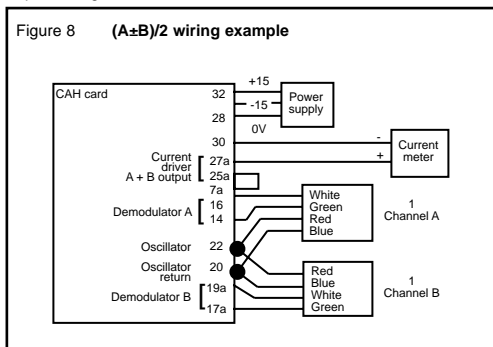 Figure 8 (A±B)/2 wiring example
CAH card
32
28
30
27a
25a
7a
16
14
22
20
19a
17a
Current
driver
A + B output
Demodulator A
Oscillator
Oscillator
return
Demodulator B
+15
-15
0V
Power
supply
-
+
Current
meter
White
Green
Red
Blue
1
Channel A
Red
Blue
White
Green
1
Channel B